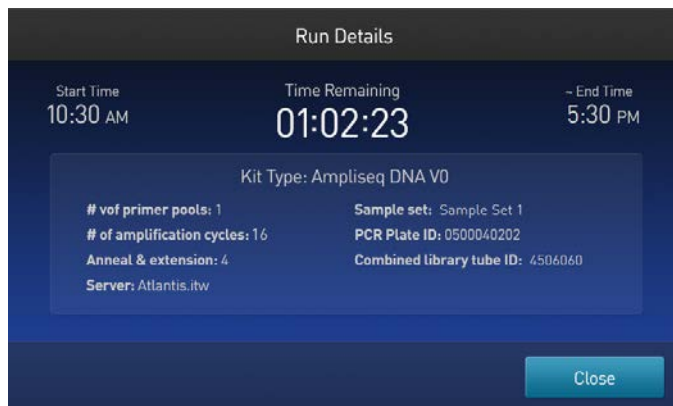 Run Details
Start Time
10:30 AM
Time Remaining
01:02:23
~ End Time
5:30 PM
Kit Type: Ampliseq DNA V0
# vof primer pools: 1
# of amplification cycles: 16
Anneal & extension: 4
Server: Atlantis.itw
Sample set: Sample Set 1
PCR Plate ID: 0500040202
Combined library tube ID: 4506060
Close